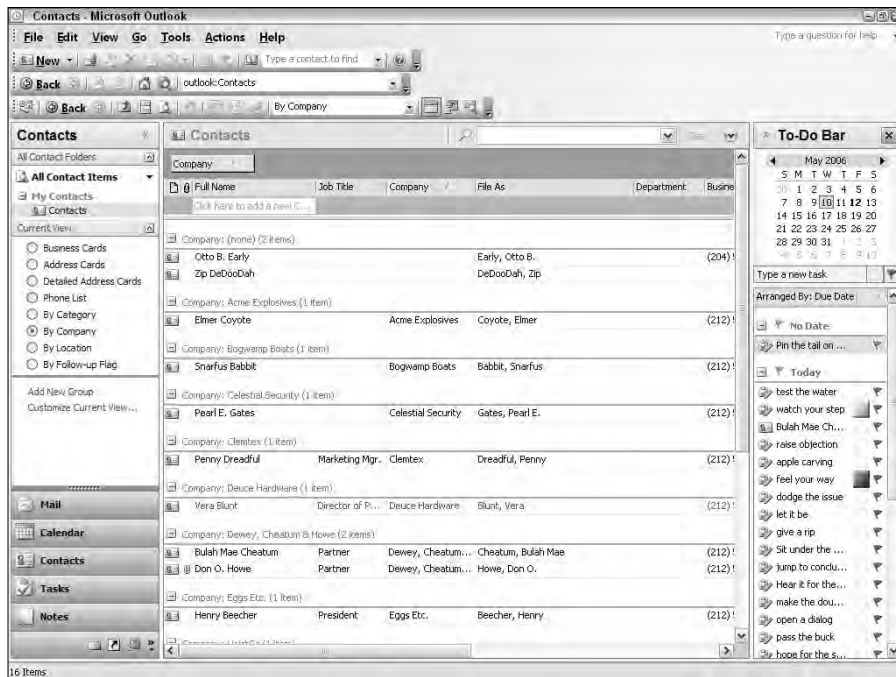 Contacts - Microsoft Outlook
File Edit View Go Tools Actions Help
Type a question for help
New Type a contact to find
Back outlook:Contacts
Back By Company
Contacts
All Contact Folders
All Contact Items
My Contacts
Contacts
Current View
Business Cards
Address Cards
Detailed Address Cards
Phone List
By Category
By Company
By Location
By Follow-up Flag
Add New Group
Customize Current View...
Mail
Calendar
Contacts
Tasks
Notes
Contacts
Company
Full Name Job Title Company File As Department Busine
Click here to add a new C...
Company: (none) (2 items)
Otto B. Early Early, Otto B. (204)
Zip DeDooDah DeDooDah, Zip
Company: Acme Explosives (1 item)
Elmer Coyote Acme Explosives Coyote, Elmer (212)
Company: Bogwamp Boats (1 item)
Snarfus Babbit Bogwamp Boats Babbit, Snarfus (212)
Company: Celestial Security (1 item)
Pearl E. Gates Celestial Security Gates, Pearl E. (212)
Company: Clemtex (1 item)
Penny Dreadful Marketing Mgr. Clemtex Dreadful, Penny (212)
Company: Deuce Hardware (1 item)
Vera Blunt Director of P... Deuce Hardware Blunt, Vera (212)
Company: Dewey, Cheatum & Howe (2 items)
Bulah Mae Cheatum Partner Dewey, Cheatum... Cheatum, Bulah Mae (212)
Don O. Howe Partner Dewey, Cheatum... Howe, Don O. (212)
Company: Eggs Etc. (1 item)
Henry Beecher President Eggs Etc. Beecher, Henry (212)
To-Do Bar
May 2006
S M T W T F S
30 1 2 3 4 5 6
7 8 9 10 11 12 13
14 15 16 17 18 19 20
21 22 23 24 25 26 27
28 29 30 31 1 2 3
4 5 6 7 8 9 10
Type a new task
Arranged By: Due Date
No Date
Pin the tail on ...
Today
test the water
watch your step
Bulah Mae Ch...
raise objection
apple carving
feel your way
dodge the issue
let it be
give a rip
Sit under the ...
jump to conclu...
Hear it for the...
make the dou...
open a dialog
pass the buck
hope for the s...
16 Items